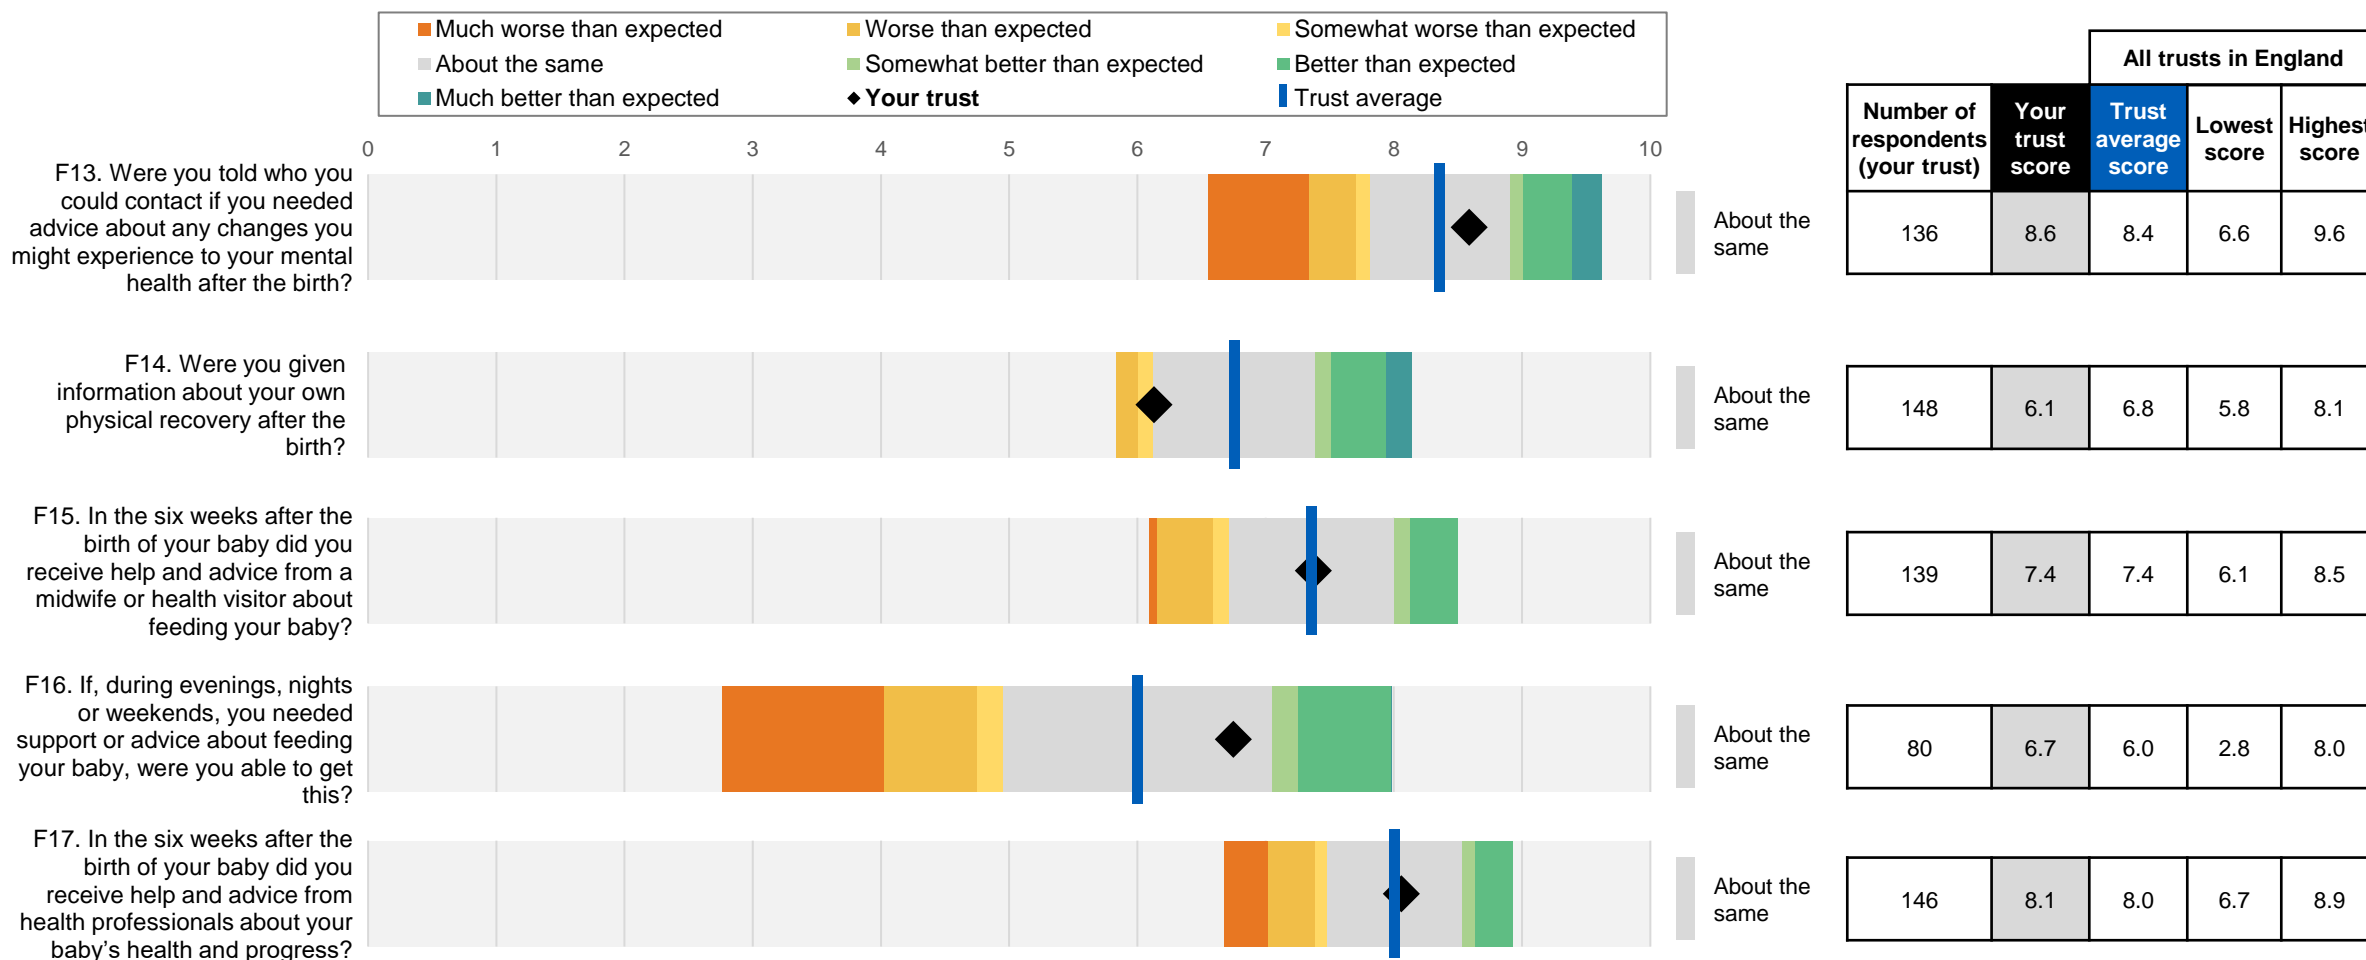 Much worse than expected
Worse than expected
Somewhat worse than expected
About the same
Somewhat better than expected
Better than expected
Much better than expected
Your trust
Trust average
All trusts in England
Number of respondents (your trust)
Your trust score
Trust average score
Lowest score
Highest score
0 1 2 3 4 5 6 7 8 9 10
F13. Were you told who you
could contact if you needed
advice about any changes you
might experience to your mental
health after the birth?
About the
same
136 8.6 8.4 6.6 9.6
F14. Were you given
information about your own
physical recovery after the
birth?
About the
same
148 6.1 6.8 5.8 8.1
F15. In the six weeks after the
birth of your baby did you
receive help and advice from a
midwife or health visitor about
feeding your baby?
About the
same
139 7.4 7.4 6.1 8.5
F16. If, during evenings, nights
or weekends, you needed
support or advice about feeding
your baby, were you able to get
this?
About the
same
80 6.7 6.0 2.8 8.0
F17. In the six weeks after the
birth of your baby did you
receive help and advice from
health professionals about your
baby's health and progress?
About the
same
146 8.1 8.0 6.7 8.9